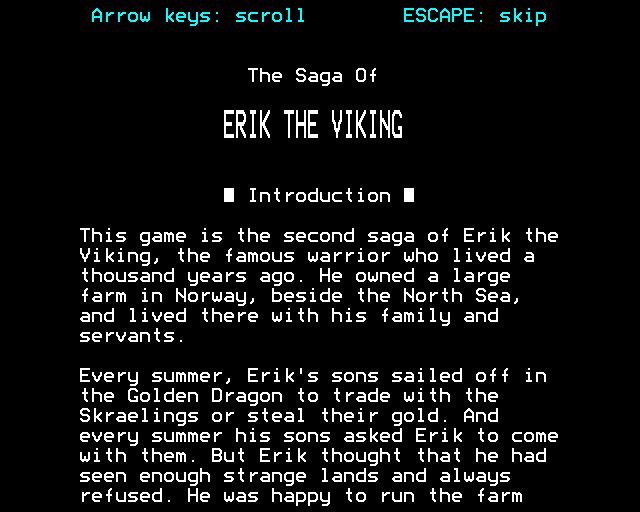 Arrow keys: scroll ESCAPE: skip
The Saga Of
ERIK THE VIKING
Introduction
This game is the second saga of Erik the
Viking, the famous warrior who lived a
thousand years ago. He owned a large
farm in Norway, beside the North Sea,
and lived there with his family and
servants.
Every summer, Erik's sons sailed off in
the Golden Dragon to trade with the
Skraelings or steal their gold. And
every summer his sons asked Erik to come
with them. But Erik thought that he had
seen enough strange lands and always
refused. He was happy to run the farm